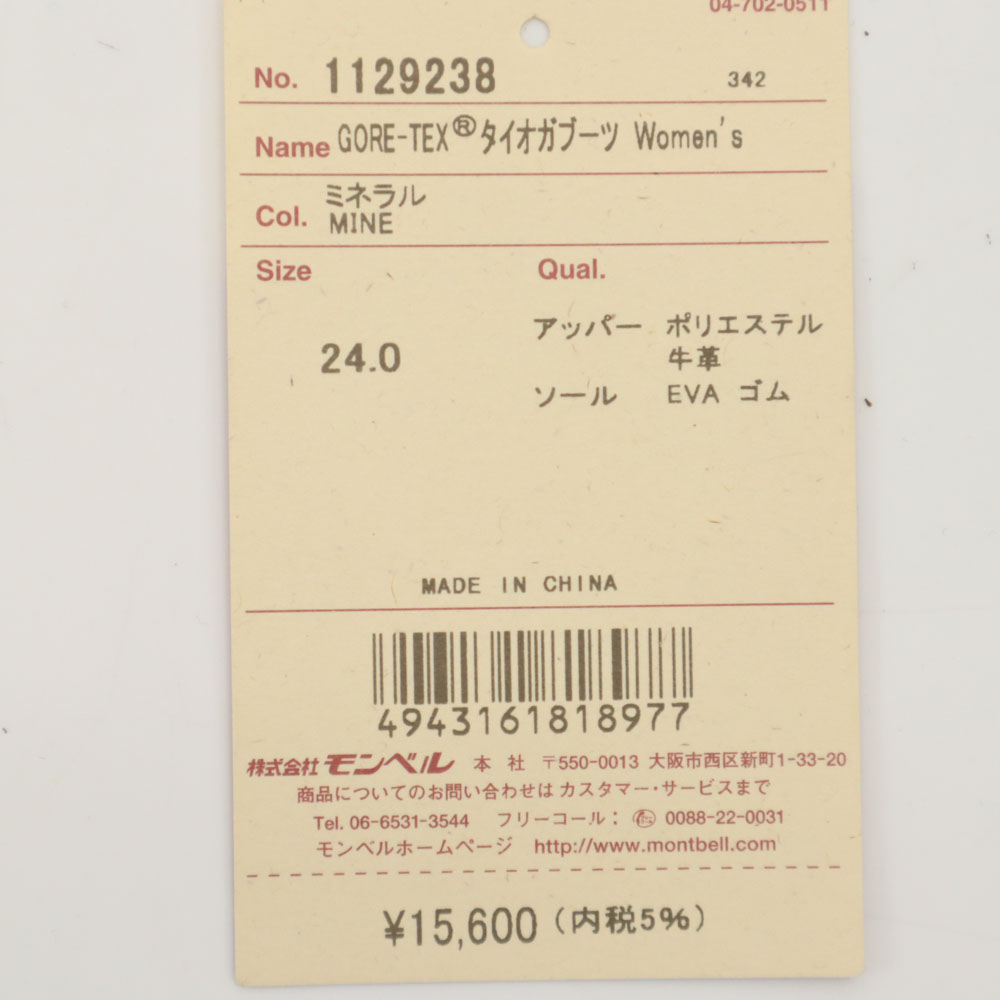 04-702-0511
No. 1129238 342
Name GORE-TEX®タイオガブーツ Women's
ミネラル
Col. MINE
Size Qual.
アッパー ポリエステル
24.0 牛革
ソール EVA ゴム
MADE IN CHINA
4943161818977
株式会社モンベル 本 社 〒550-0013 大阪市西区新町1-33-20
商品についてのお問い合わせは カスタマー・サービスまで
Tel. 06-6531-3544 フリーコール: 0088-22-0031
モンベルホームページ http://www.montbell.com
¥15,600(内税5%)